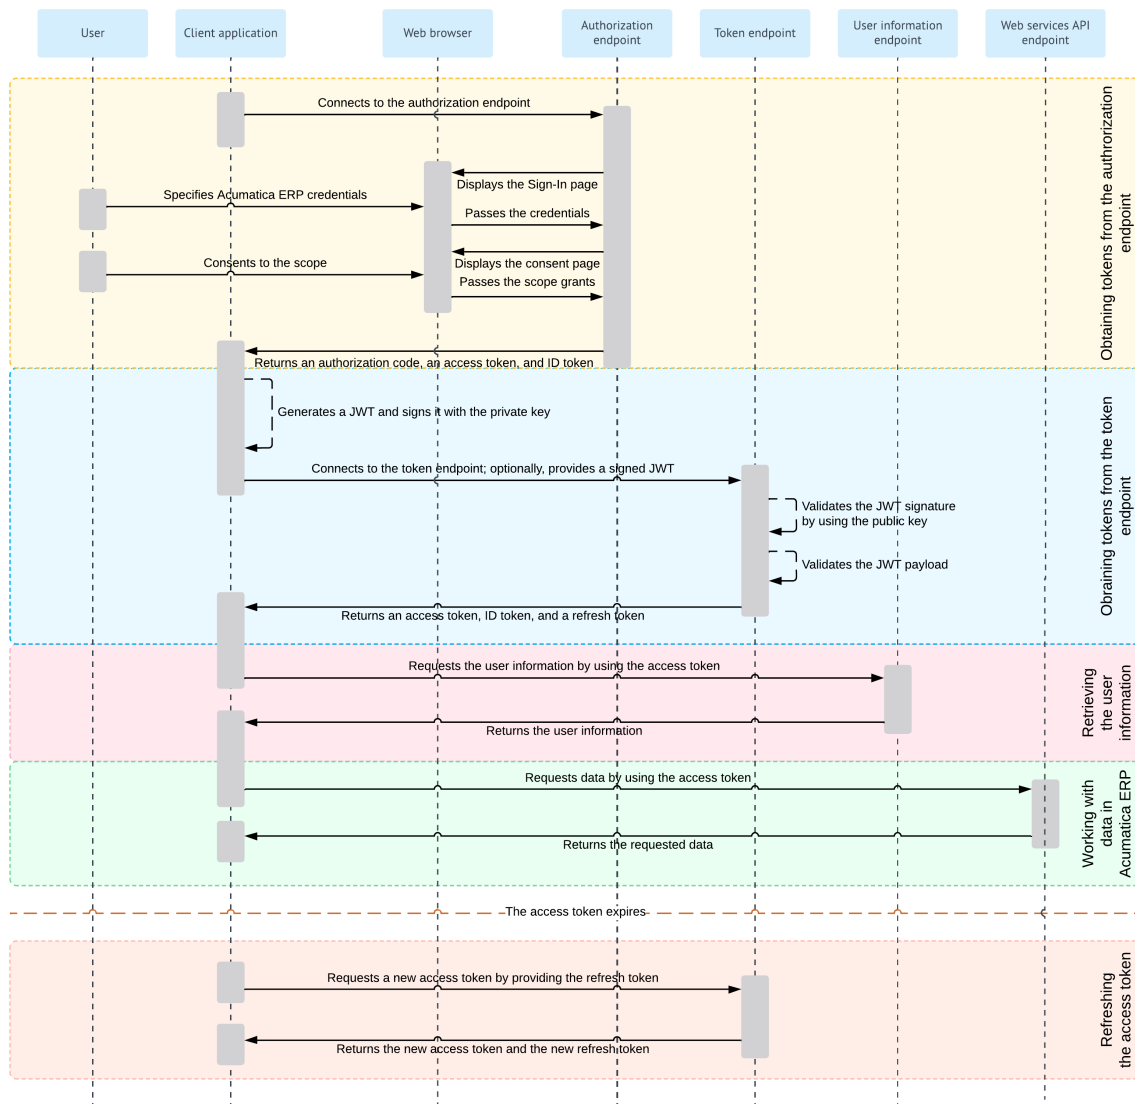 User
Client application
Web browser
Authorization
endpoint
Token endpoint
User information
endpoint
Web services API
endpoint
Obtaining tokens from the authrorization
endpoint
Connects to the authorization endpoint
Displays the Sign-In page
Specifies Acumatica ERP credentials
Passes the credentials
Displays the consent page
Consents to the scope
Passes the scope grants
Returns an authorization code, an access token, and ID token
Obraining tokens from the token
endpoint
Generates a JWT and signs it with the private key
Connects to the token endpoint; optionally, provides a signed JWT
Validates the JWT signature
by using the public key
Validates the JWT payload
Returns an access token, ID token, and a refresh token
Retrieving
the user
information
Requests the user information by using the access token
Returns the user information
Working with
data in
Acumatica ERP
Requests data by using the access token
Returns the requested data
The access token expires
Refreshing
the access token
Requests a new access token by providing the refresh token
Returns the new access token and the new refresh token